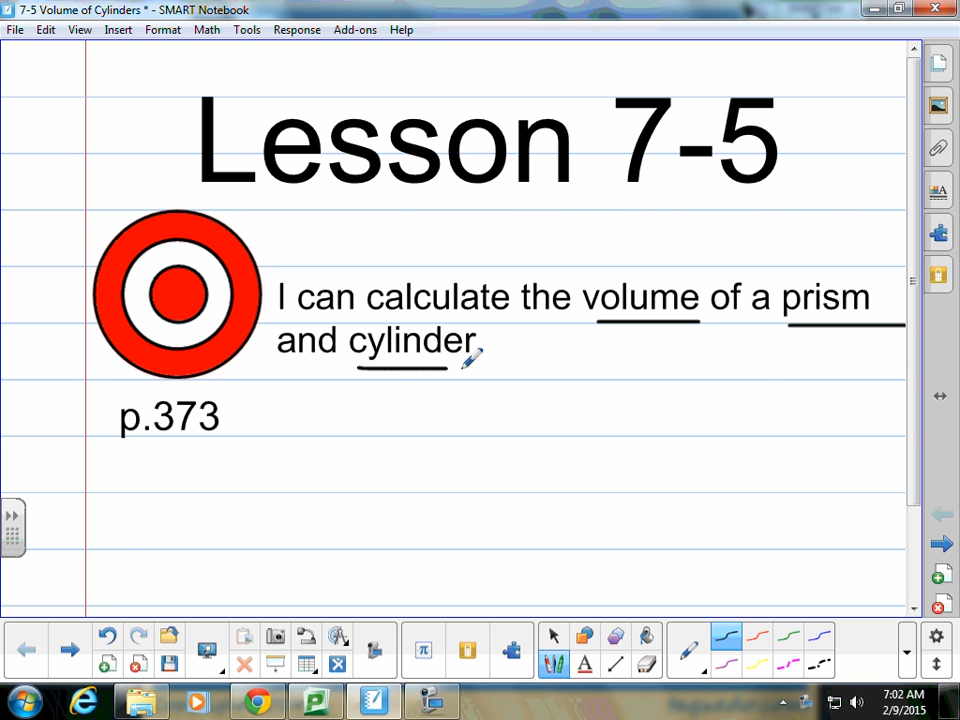 7-5 Volume of Cylinders * - SMART Notebook
File Edit View Insert Format Math Tools Response Add-ons Help
Lesson 7-5
I can calculate the volume of a prism
and cylinder.
p.373
7:02 AM
2/9/2015